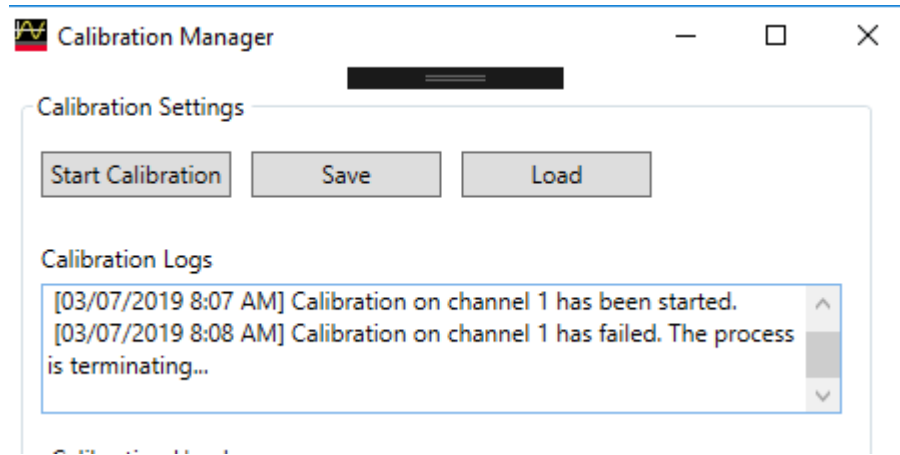 Calibration Manager
Calibration Settings
Start Calibration Save Load
Calibration Logs
[03/07/2019 8:07 AM] Calibration on channel 1 has been started.
[03/07/2019 8:08 AM] Calibration on channel 1 has failed. The process
is terminating...